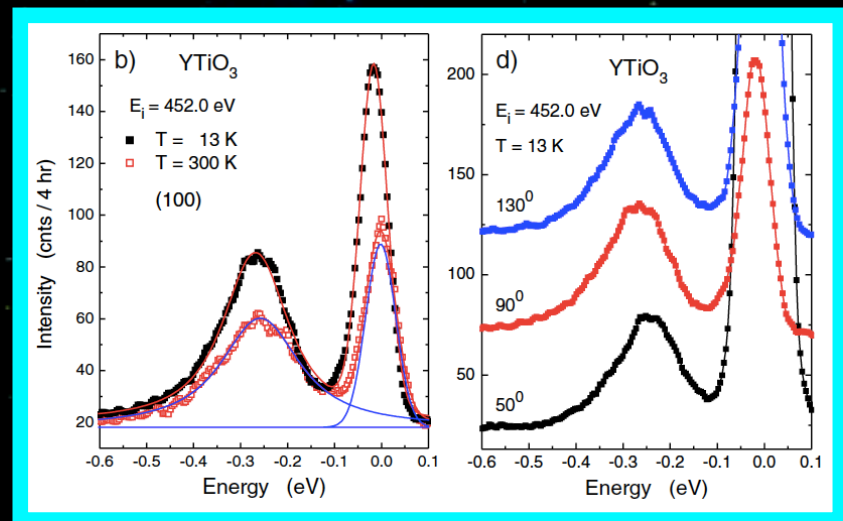 b)
YTiO₃
Eᵢ = 452.0 eV
T = 13 K
T = 300 K
(100)
160
140
120
100
80
60
40
20
Intensity (cnts / 4 hr)
-0.6 -0.5 -0.4 -0.3 -0.2 -0.1 0.0 0.1
Energy (eV)
d)
YTiO₃
Eᵢ = 452.0 eV
T = 13 K
200
150
100
50
130⁰
90⁰
50⁰
-0.6 -0.5 -0.4 -0.3 -0.2 -0.1 0.0 0.1
Energy (eV)